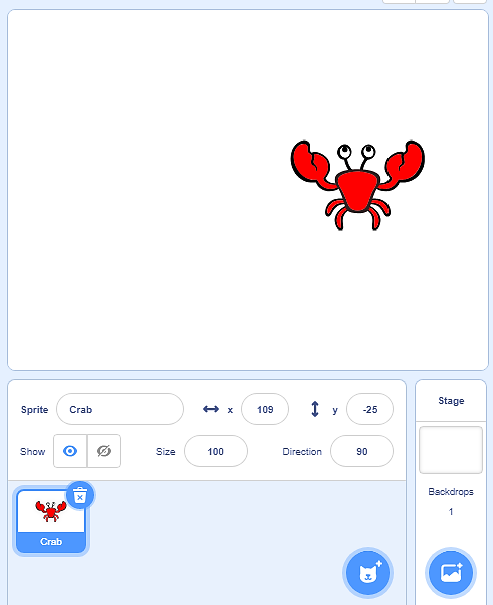 Sprite Crab x 109 y -25 Stage
Show Size 100 Direction 90
Backdrops
1
Crab